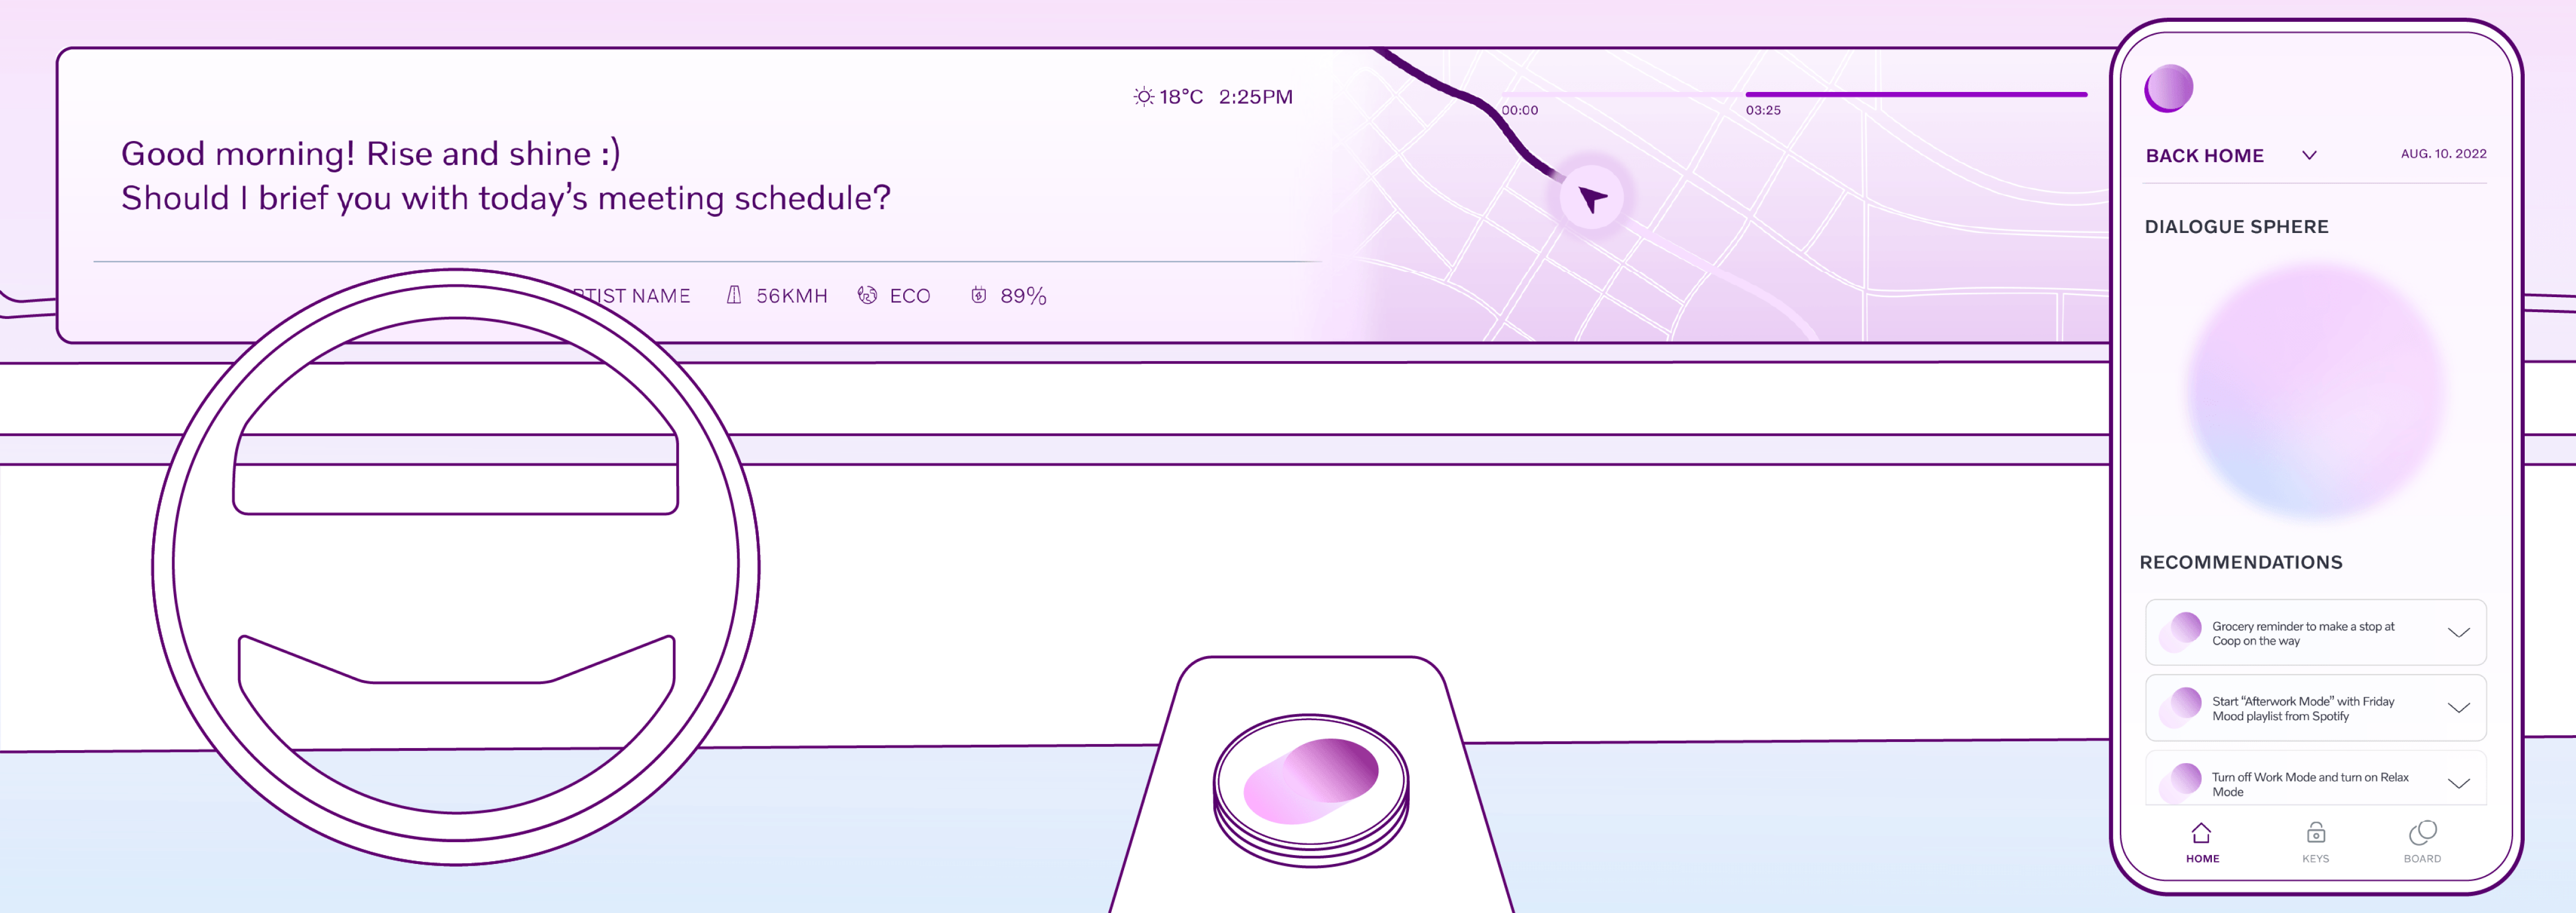 18°C 2:25PM
Good morning! Rise and shine :)
Should I brief you with today's meeting schedule?
NAME 56KMH ECO 89%
00:00 03:25
BACK HOME AUG. 10. 2022
DIALOGUE SPHERE
RECOMMENDATIONS
Grocery reminder to make a stop at
Coop on the way
Start “Afterwork Mode” with Friday
Mood playlist from Spotify
Turn off Work Mode and turn on Relax
Mode
HOME KEYS BOARD